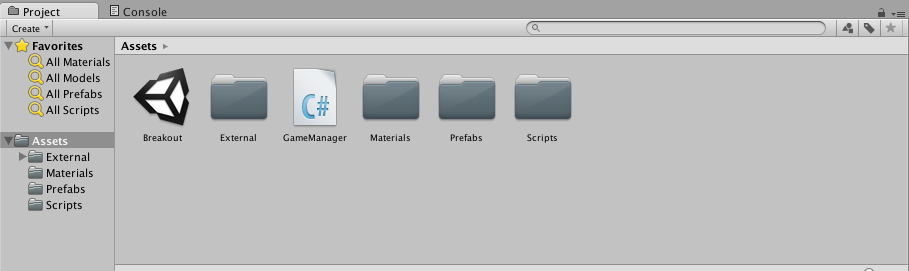 Project Console
Create
Favorites
All Materials
All Models
All Prefabs
All Scripts
Assets
External
Materials
Prefabs
Scripts
Assets
C#
Breakout External GameManager Materials Prefabs Scripts